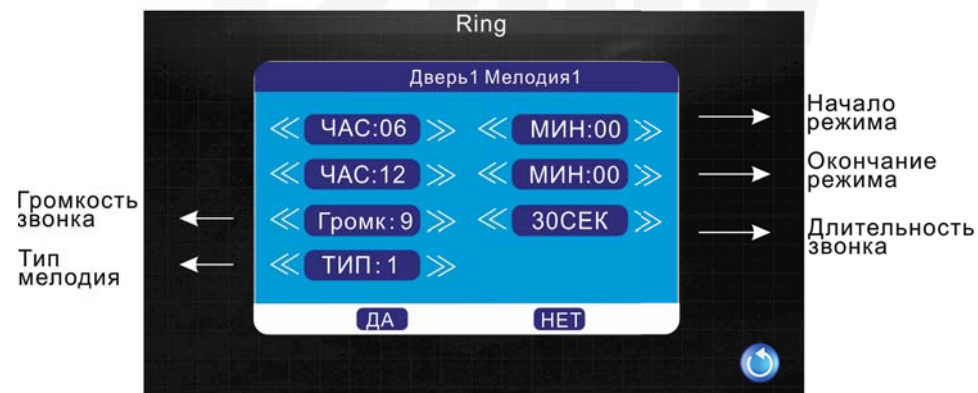 Ring
Дверь1 Мелодия1
ЧАС:06
МИН:00
Начало
режима
ЧАС:12
МИН:00
Окончание
режима
Громкость
звонка
Громк:9
30СЕК
Длительность
звонка
Тип
мелодия
ТИП:1
ДА
НЕТ